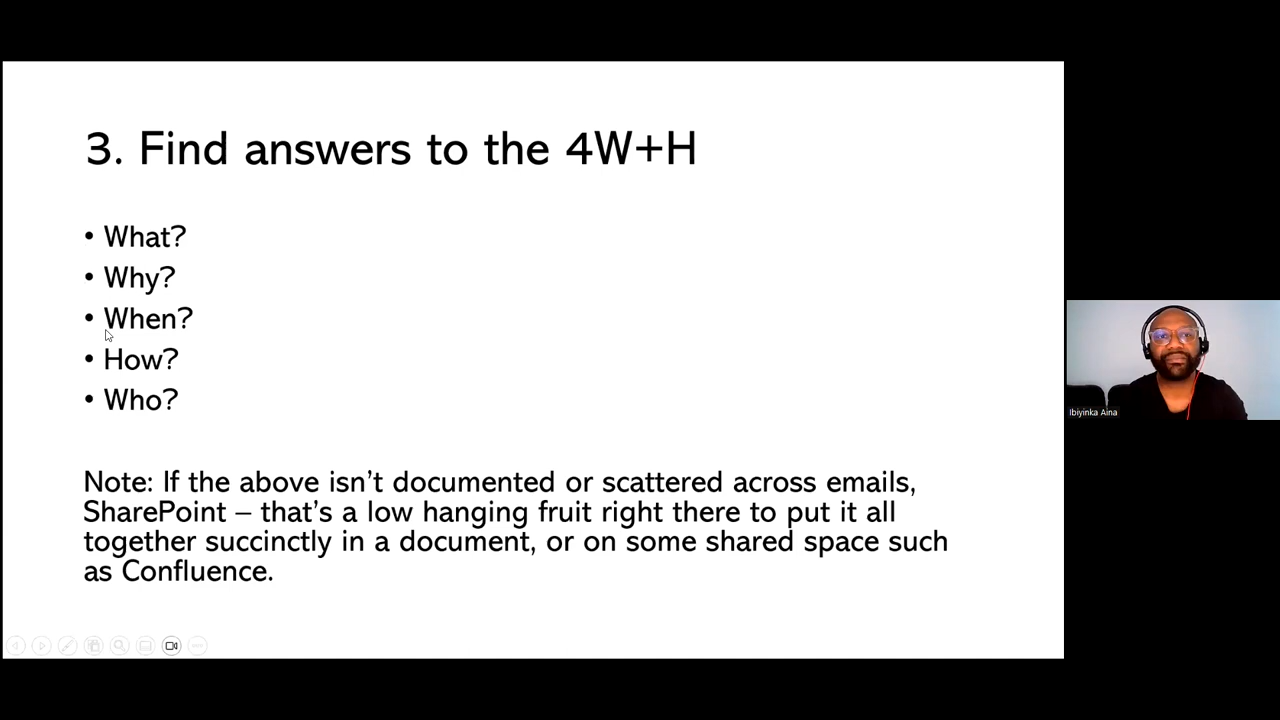 3. Find answers to the 4W+H
• What?
• Why?
• When?
• How?
• Who?
Note: If the above isn’t documented or scattered across emails,
SharePoint – that’s a low hanging fruit right there to put it all
together succinctly in a document, or on some shared space such
as Confluence.
Ibiyinka Aina